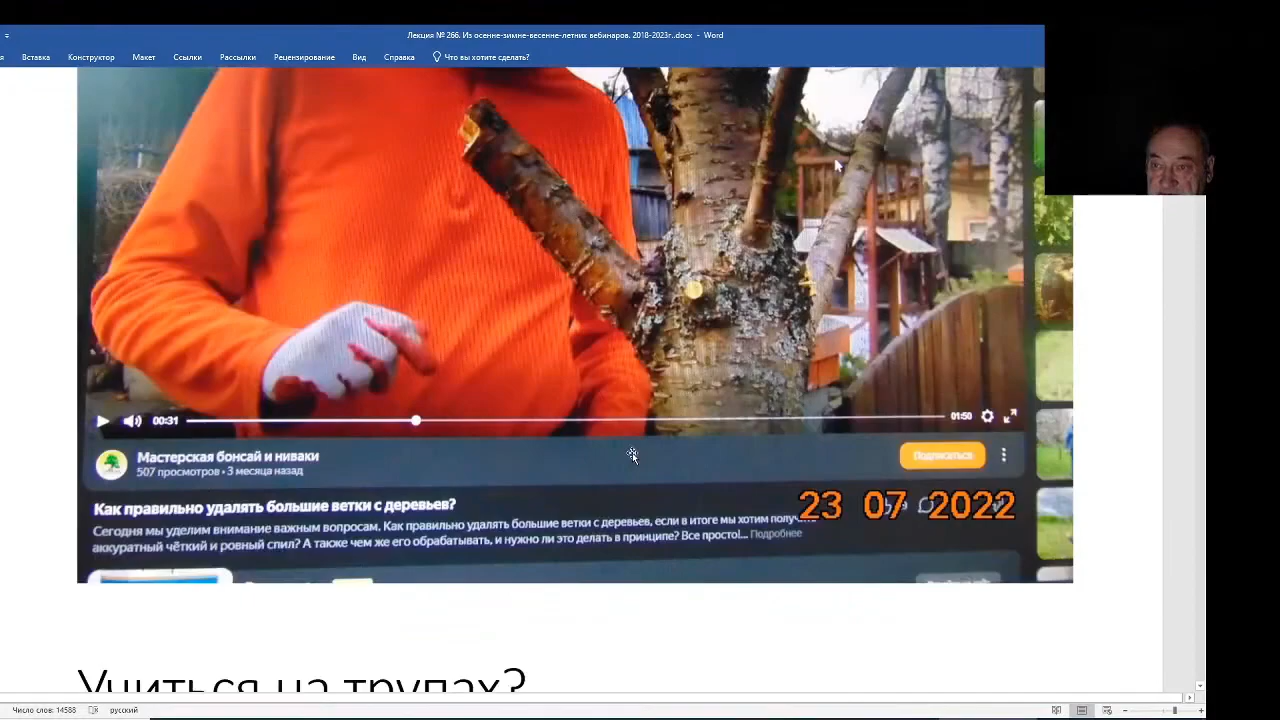 Лекция № 266. Из осенне-зимне-весенне-летних вебинаров. 2018-2023г..docx - Word
я Вставка Конструктор Макет Ссылки Рассылки Рецензирование Вид Справка Что вы хотите сделать?
00:31
01:50
Мастерская бонсай и ниваки
507 просмотров • 3 месяца назад
Подписаться
Как правильно удалять большие ветки с деревьев?
23 07 2022
Сегодня мы уделим внимание важным вопросам. Как правильно удалять большие ветки с деревьев, если в итоге мы хотим
аккуратный чёткий и ровный спил? А также чем же его обрабатывать, и нужно ли это делать в принципе? Все просто!... Подробнее
Учиться на трупах?
Число слов: 14588 русский